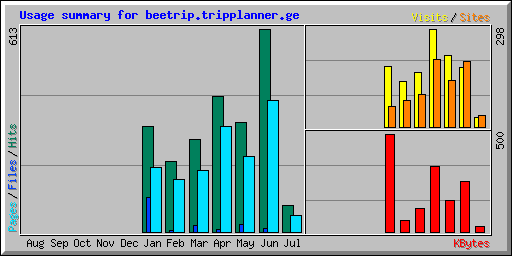 Usage summary for beetrip.tripplanner.ge
Visits/Sites
613
298
500
Pages/Files/Hits
Aug Sep Oct Nov Dec Jan Feb Mar Apr May Jun Jul
KBytes